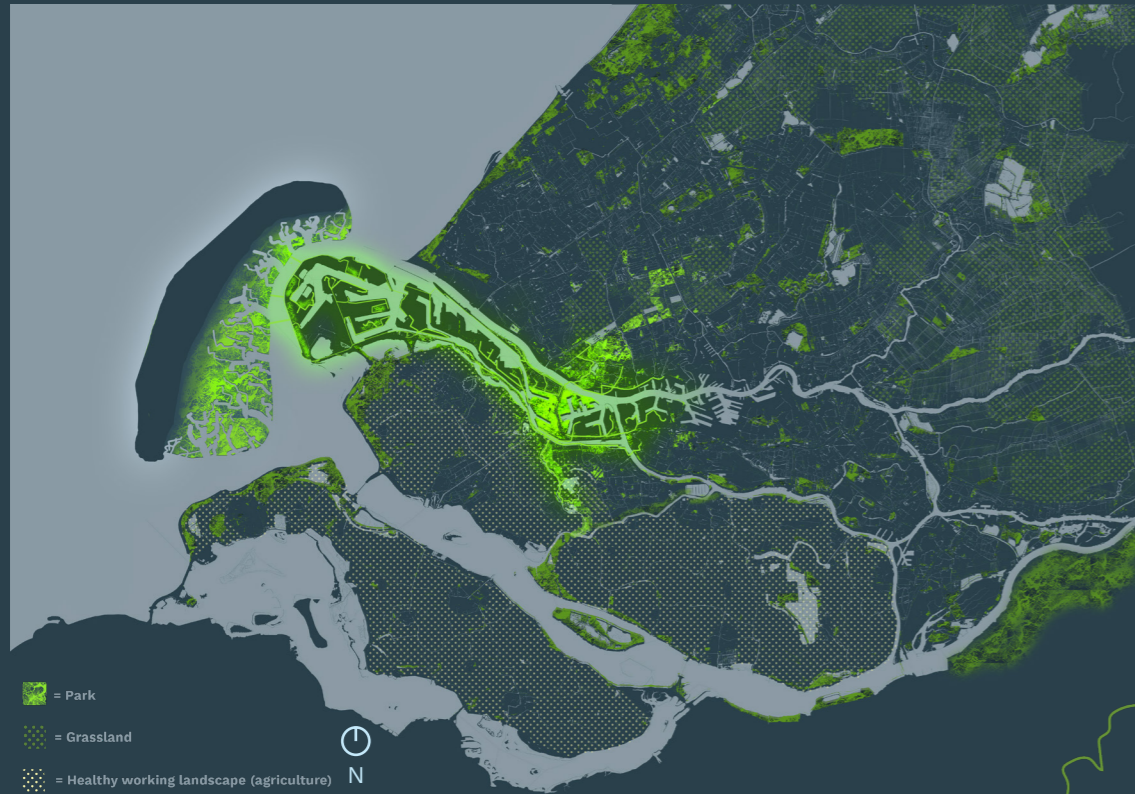 = Park
= Grassland
= Healthy working landscape (agriculture)
N